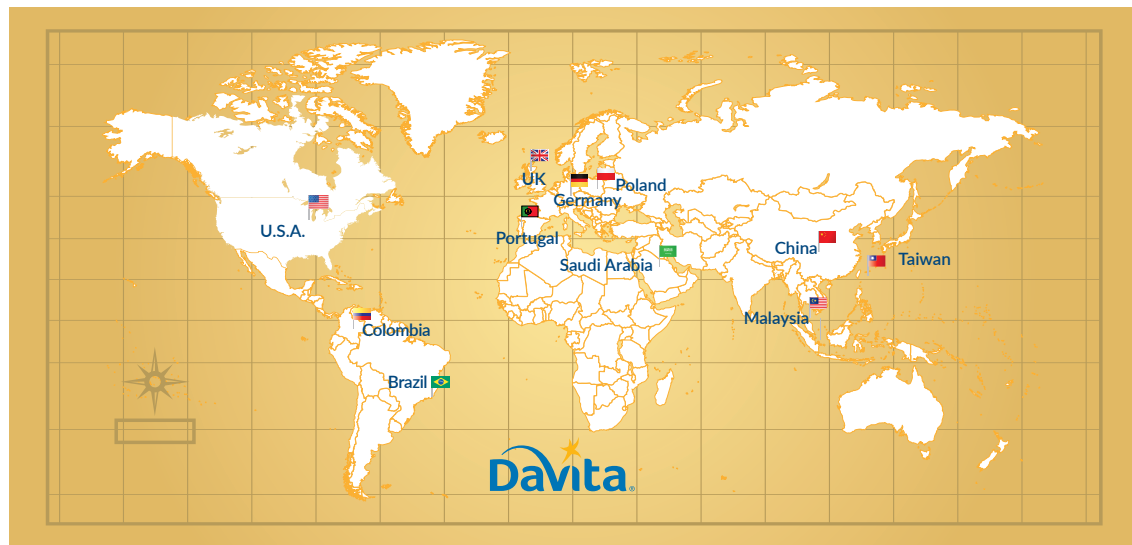 UK
Poland
Germany
U.S.A.
Portugal
China
Saudi Arabia
Taiwan
Malaysia
Colombia
Brazil
DaVita®